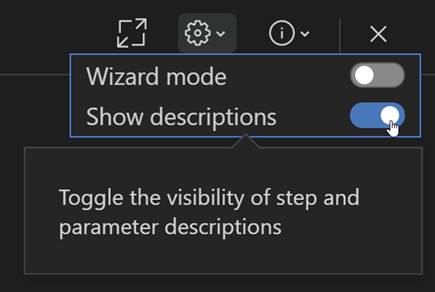 Wizard mode
Show descriptions
Toggle the visibility of step and
parameter descriptions